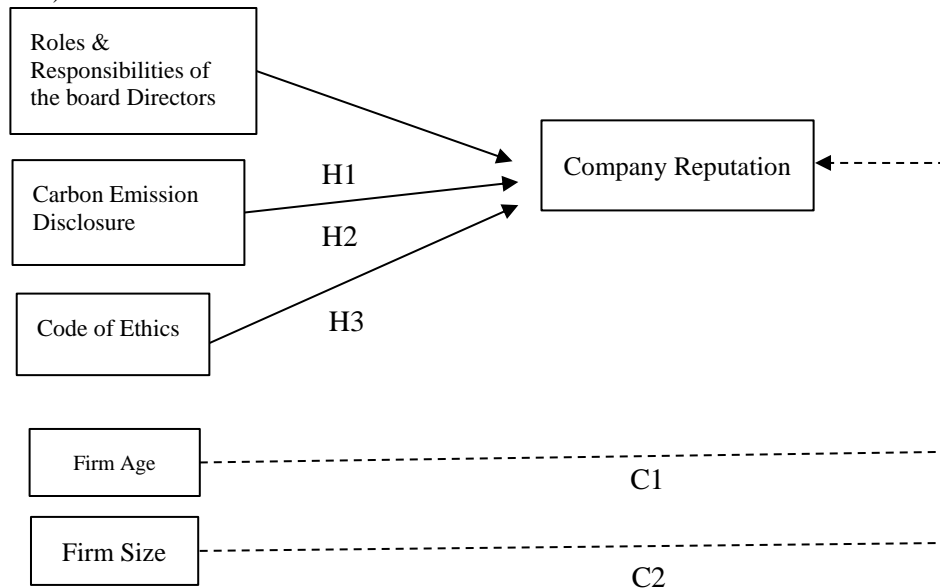 Roles &
Responsibilities of
the board Directors
Company Reputation
H1
Carbon Emission
Disclosure
H2
H3
Code of Ethics
Firm Age
C1
Firm Size
C2